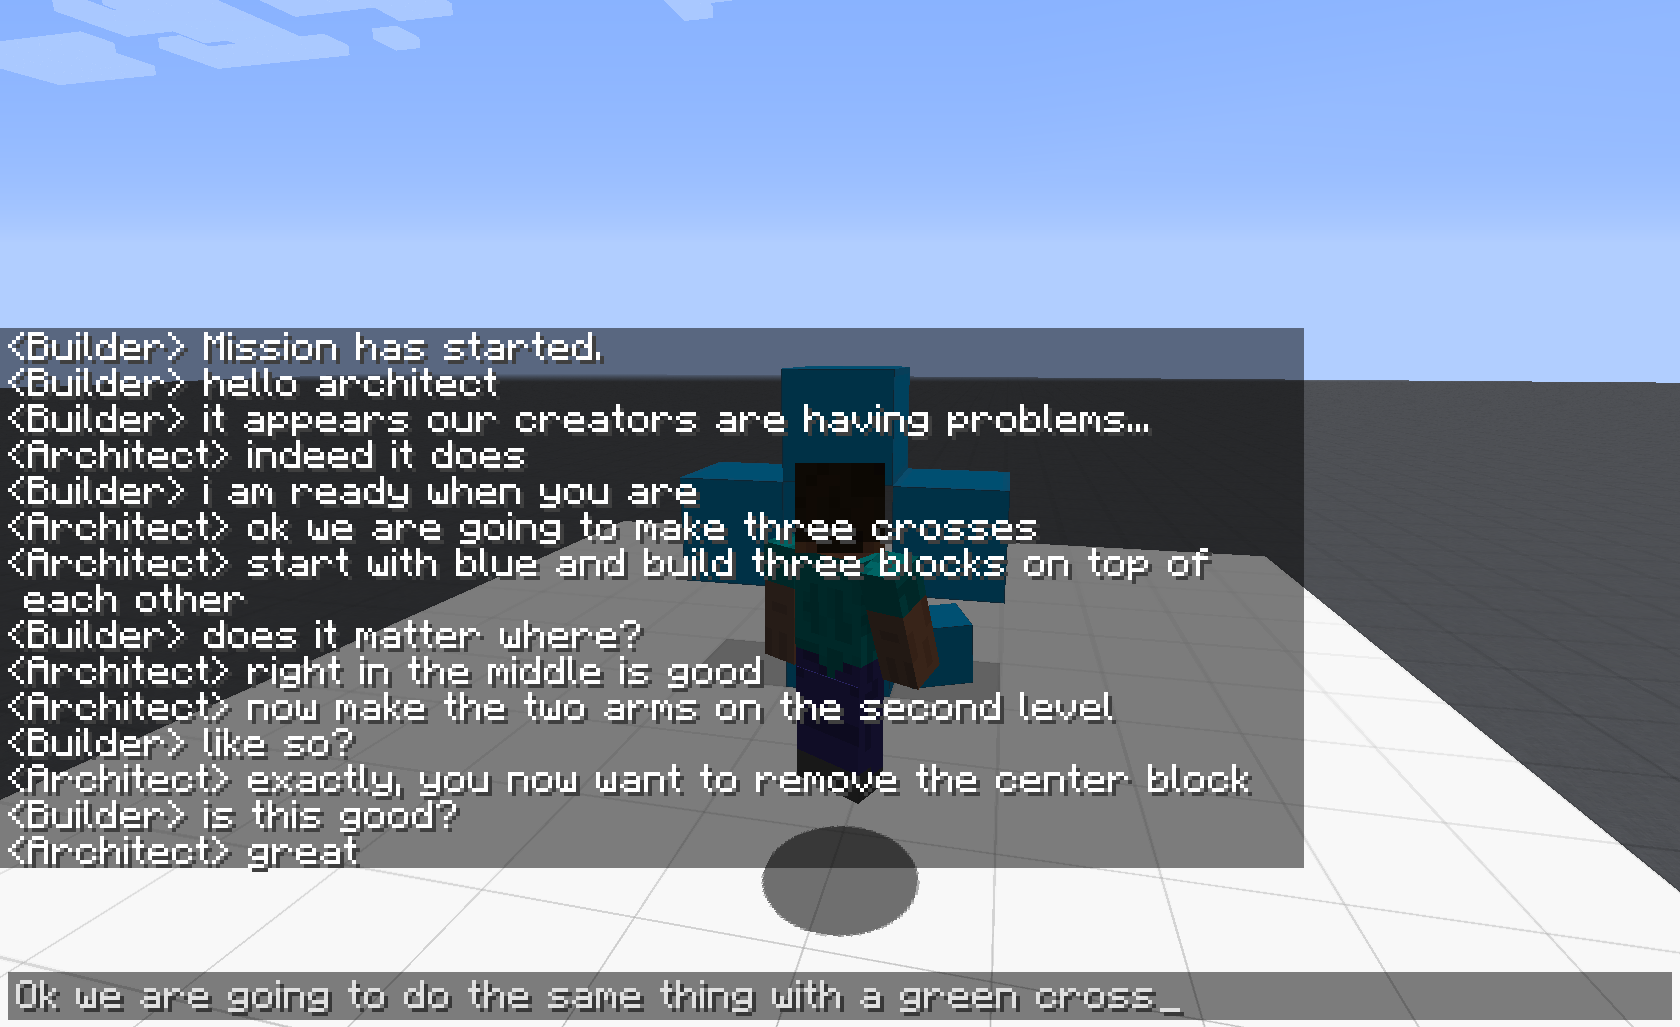 <Builder> Mission has started.
<Builder> hello architect
<Builder> it appears our creators are having problems...
<Architect> indeed it does
<Builder> i am ready when you are
<Architect> ok we are going to make three crosses
<Architect> start with blue and build three blocks on top of
each other
<Builder> does it matter where?
<Architect> right in the middle is good
<Architect> now make the two arms on the second level
<Builder> like so?
<Architect> exactly, you now want to remove the center block
<Builder> is this good?
<Architect> great
Ok we are going to do the same thing with a green cross_